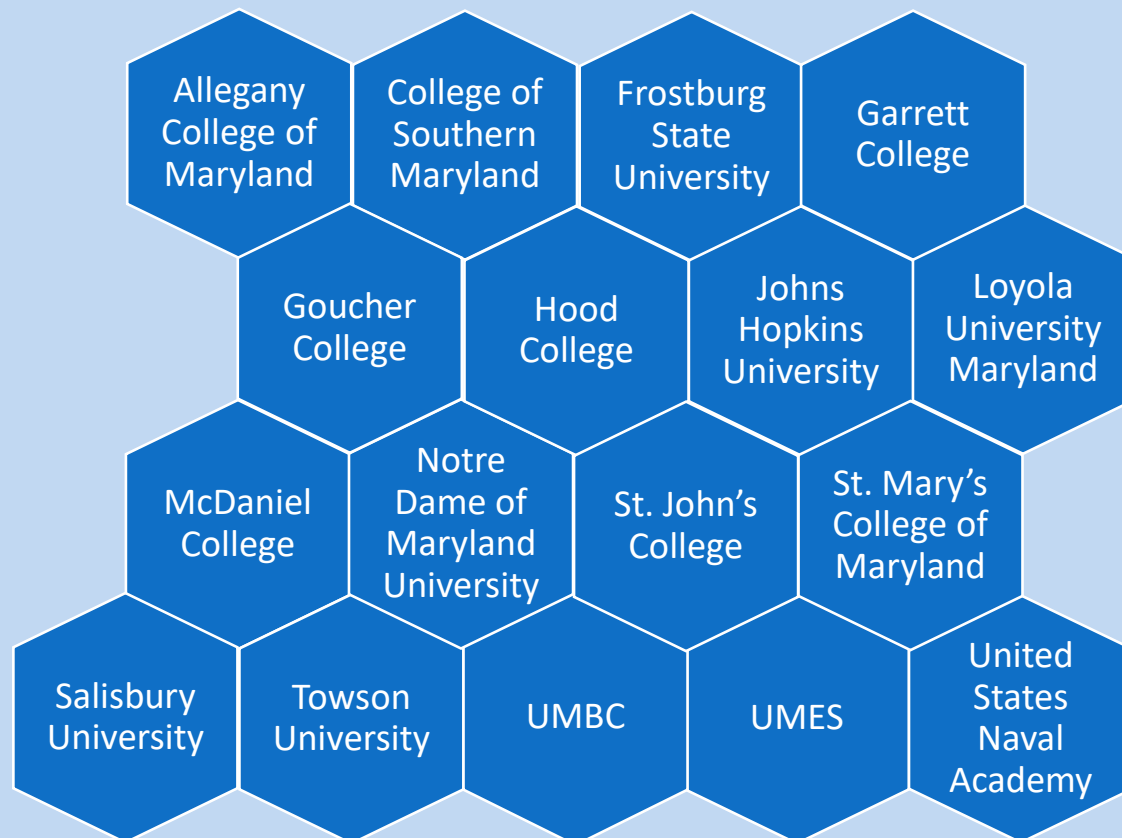 Allegany
College of
Maryland
College of
Southern
Maryland
Frostburg
State
University
Garrett
College
Goucher
College
Hood
College
Johns
Hopkins
University
Loyola
University
Maryland
McDaniel
College
Notre
Dame of
Maryland
University
St. John’s
College
St. Mary’s
College of
Maryland
Salisbury
University
Towson
University
UMBC
UMES
United
States
Naval
Academy